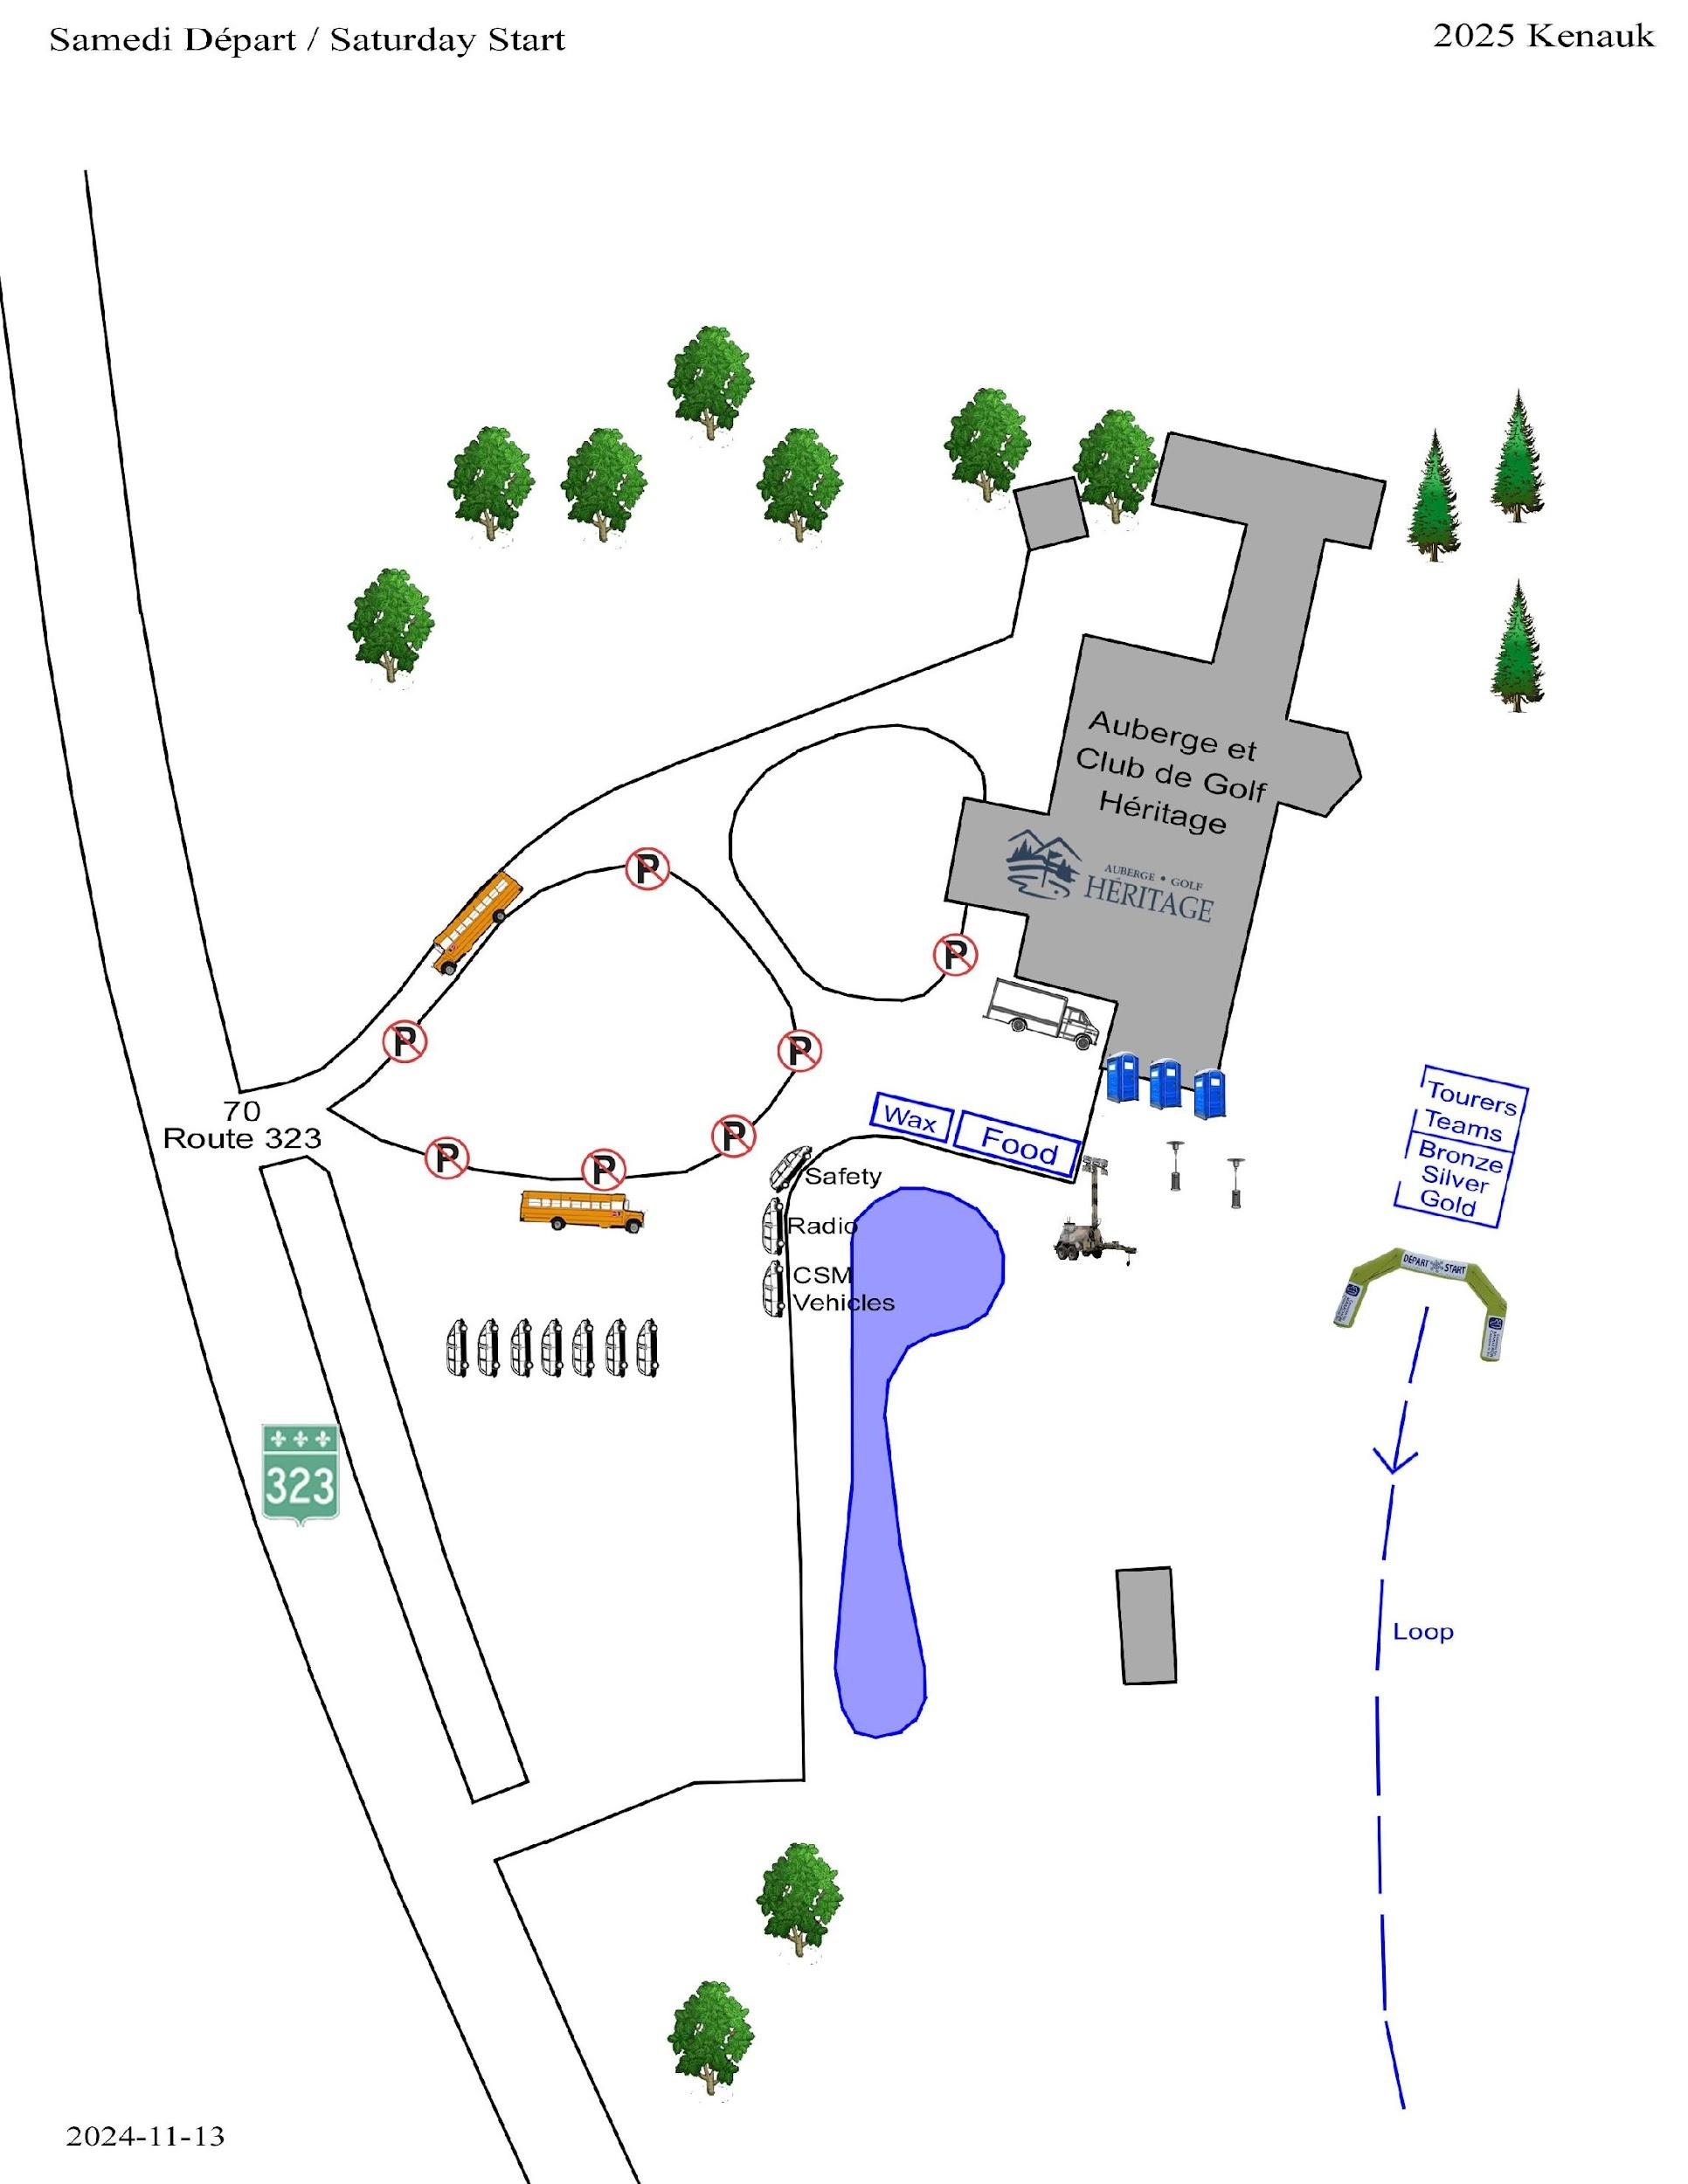 Samedi Départ / Saturday Start
2025 Kenauk
Auberge et
Club de Golf
Héritage
AUBERGE • GOLF
HÉRITAGE
P
P
P
P
P
P
P
70
Route 323
Wax
Food
Safety
Radio
CSM
Vehicles
Tourers
Teams
Bronze
Silver
Gold
DÉPART START
323
Loop
2024-11-13